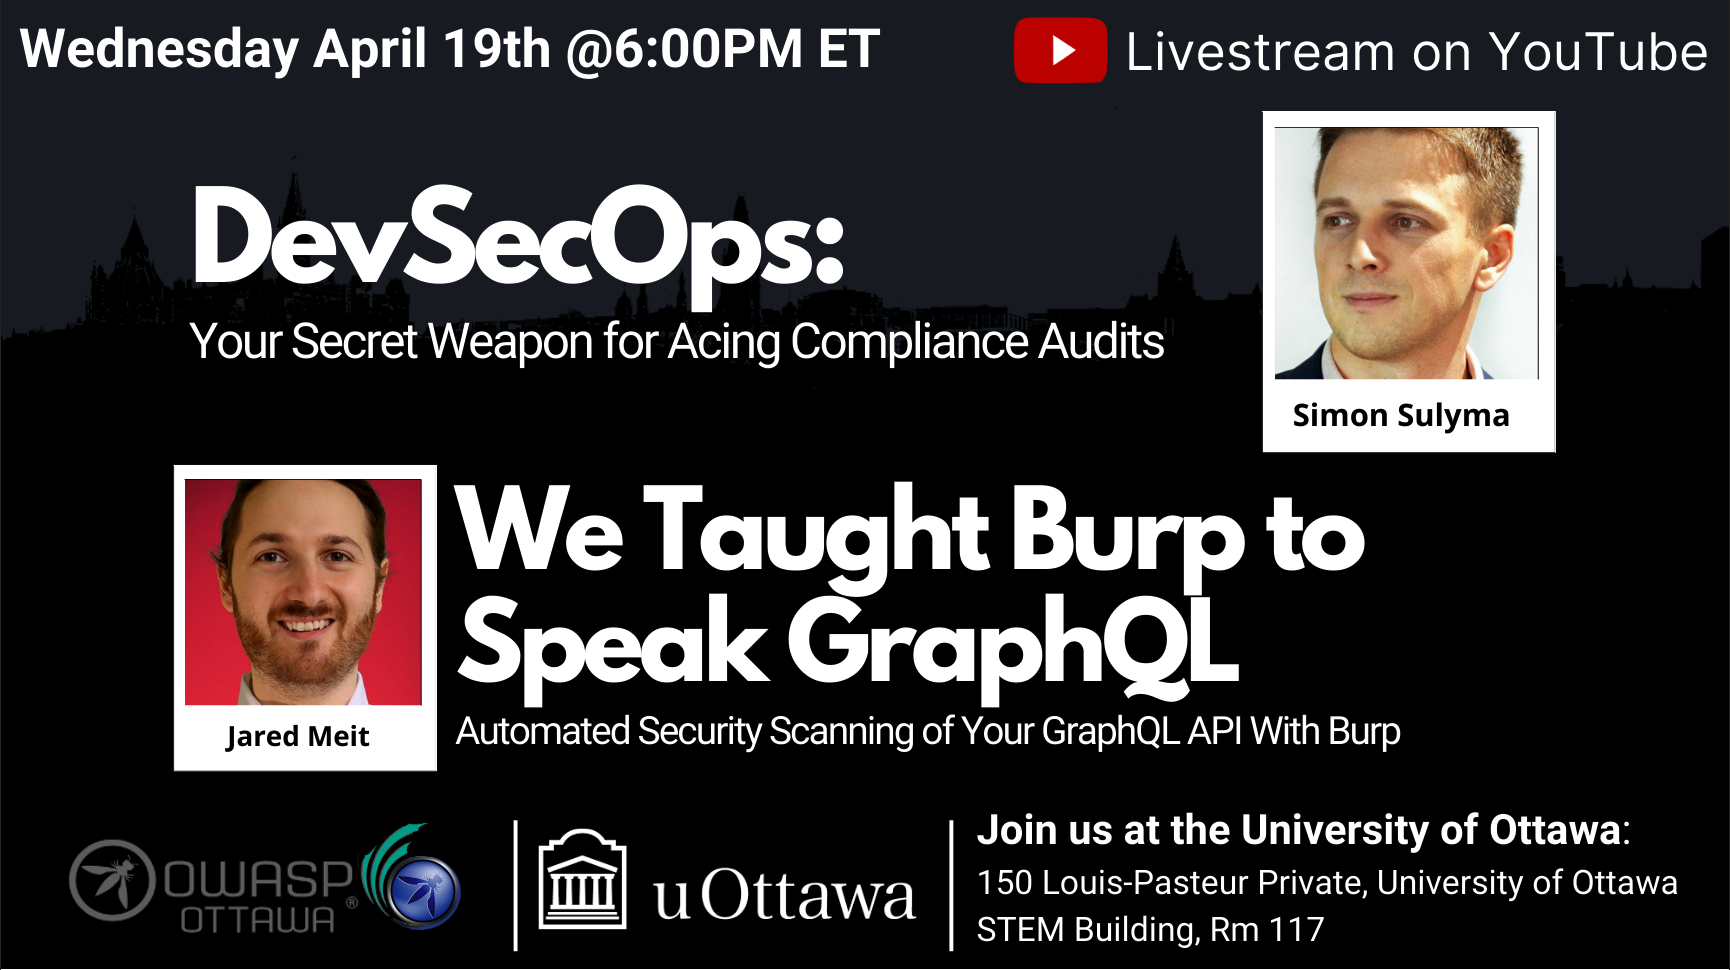 Wednesday April 19th @6:00PM ET
Livestream on YouTube
DevSecOps:
Your Secret Weapon for Acing Compliance Audits
Simon Sulyma
Jared Meit
We Taught Burp to
Speak GraphQL
Automated Security Scanning of Your GraphQL API With Burp
OWASP
OTTAWA ®
uOttawa
Join us at the University of Ottawa:
150 Louis-Pasteur Private, University of Ottawa
STEM Building, Rm 117